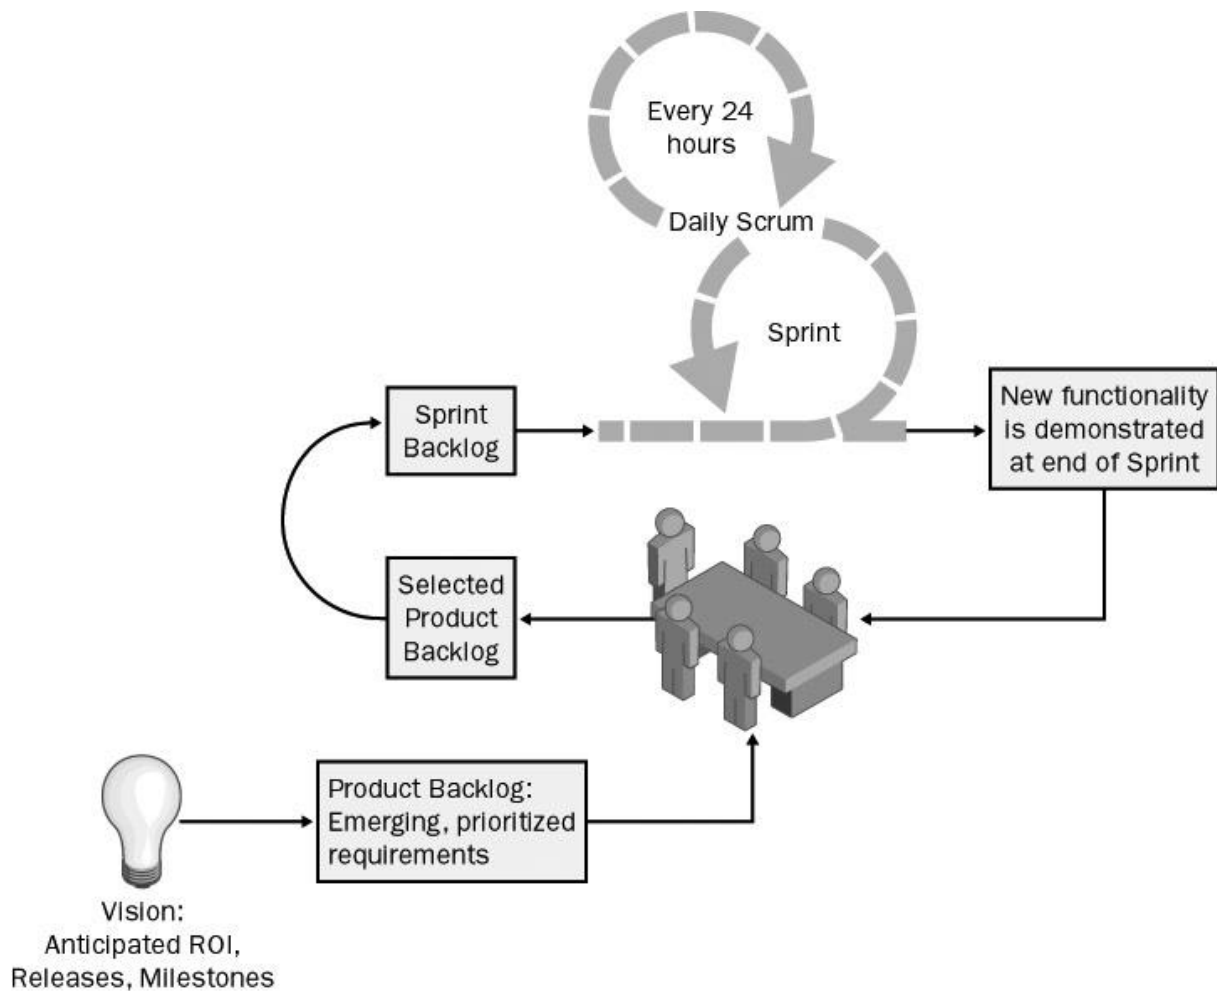 Every 24
hours
Daily Scrum
Sprint
Sprint
Backlog
New functionality
is demonstrated
at end of Sprint
Selected
Product
Backlog
Product Backlog:
Emerging, prioritized
requirements
Vision:
Anticipated ROI,
Releases, Milestones